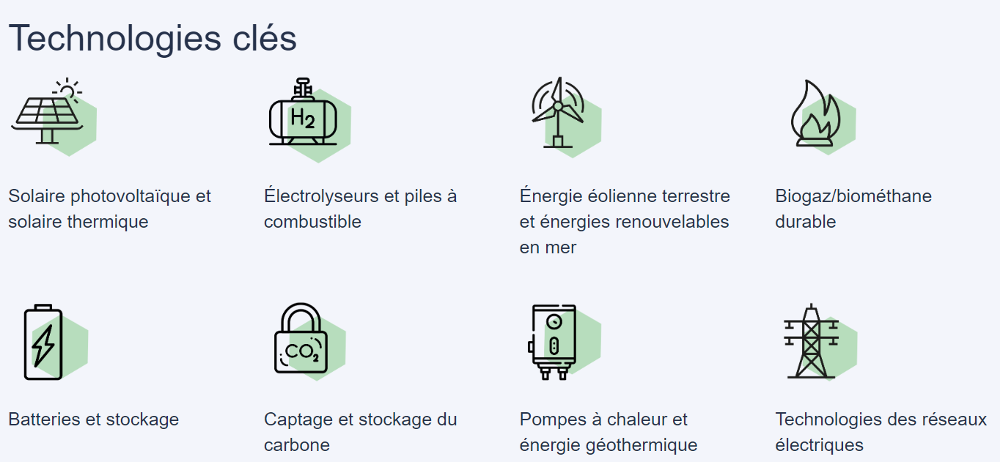 Technologies clés
H2
Solaire photovoltaïque et
solaire thermique
Électrolyseurs et piles à
combustible
Énergie éolienne terrestre
et énergies renouvelables
en mer
Biogaz/biométhane
durable
CO2
Batteries et stockage
Captage et stockage du
carbone
Pompes à chaleur et
énergie géothermique
Technologies des réseaux
électriques